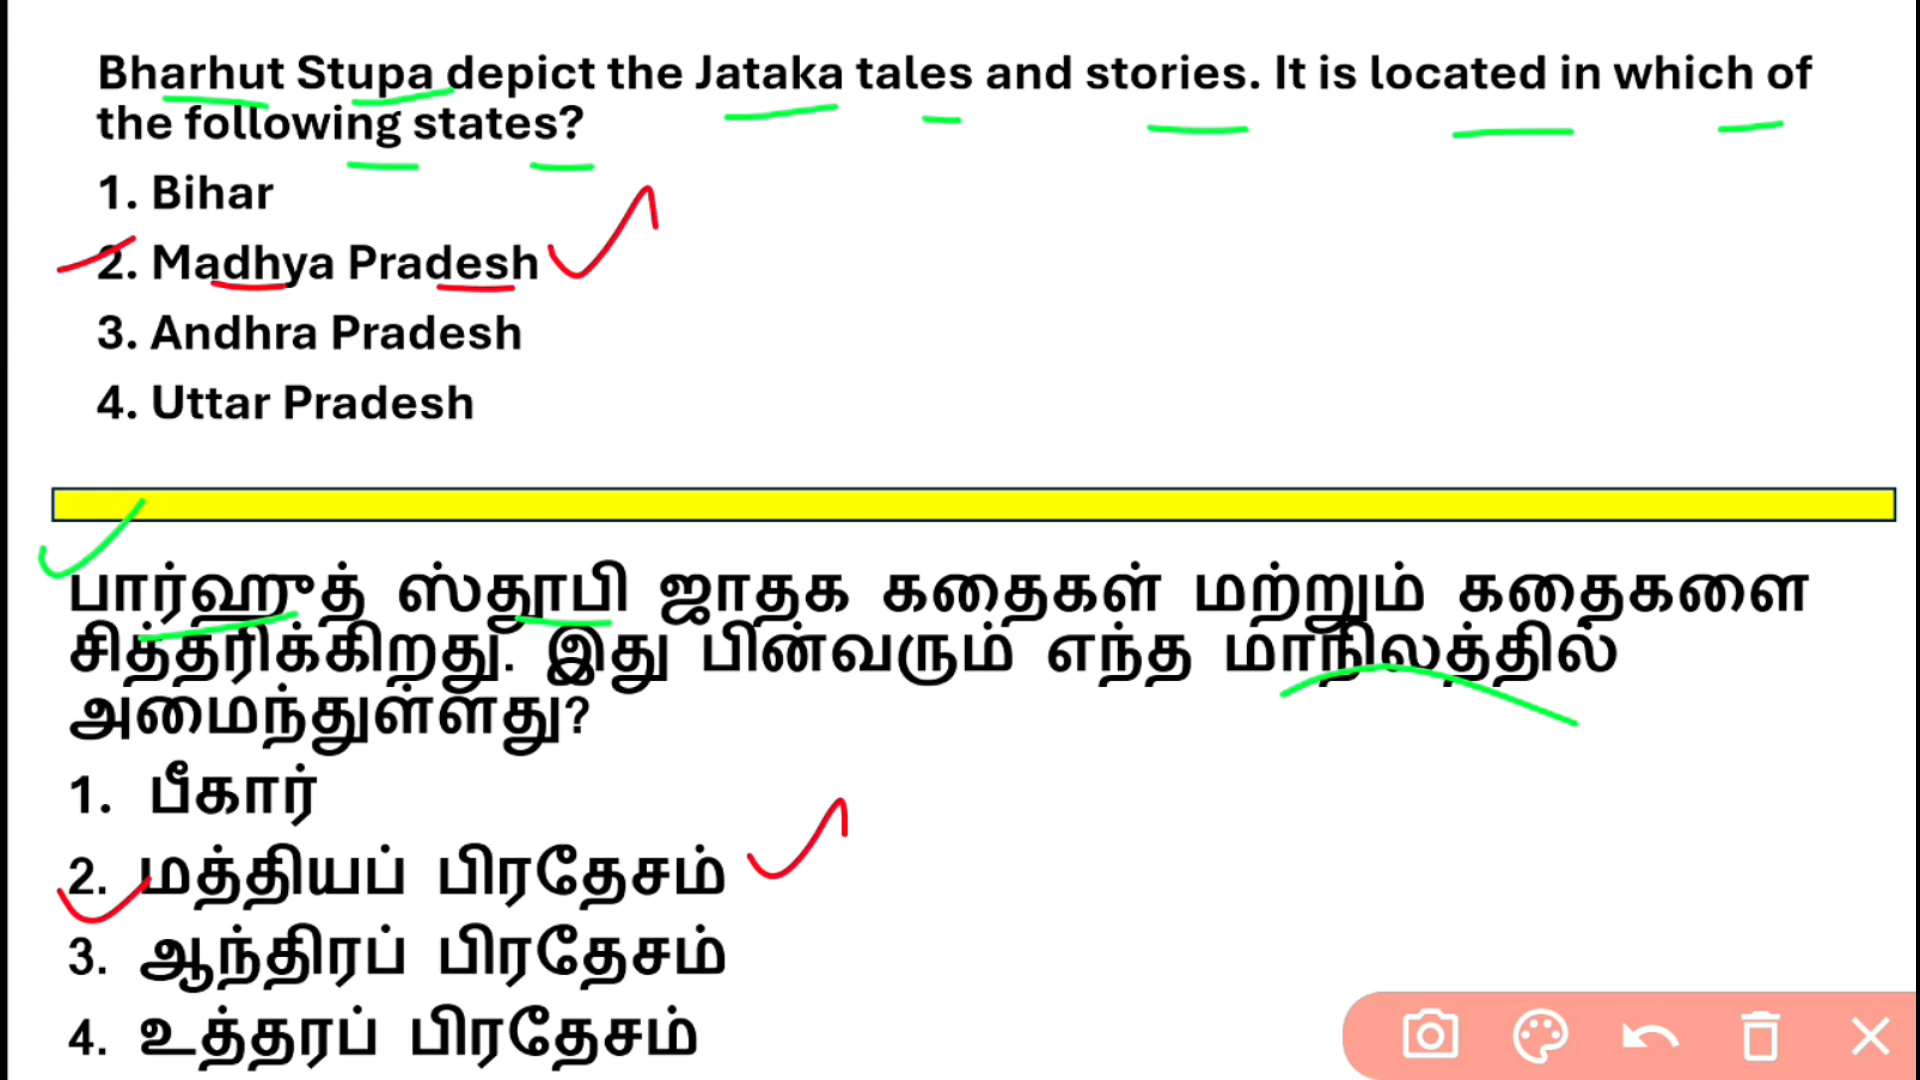 Bharhut Stupa depict the Jataka tales and stories. It is located in which of
the following states?
1. Bihar
2. Madhya Pradesh
3. Andhra Pradesh
4. Uttar Pradesh
பார்ஹுத் ஸ்தூபி ஜாதக கதைகள் மற்றும் கதைகளை
சித்தரிக்கிறது. இது பின்வரும் எந்த மாநிலத்தில்
அமைந்துள்ளது?
1. பீகார்
2. மத்தியப் பிரதேசம்
3. ஆந்திரப் பிரதேசம்
4. உத்தரப் பிரதேசம்